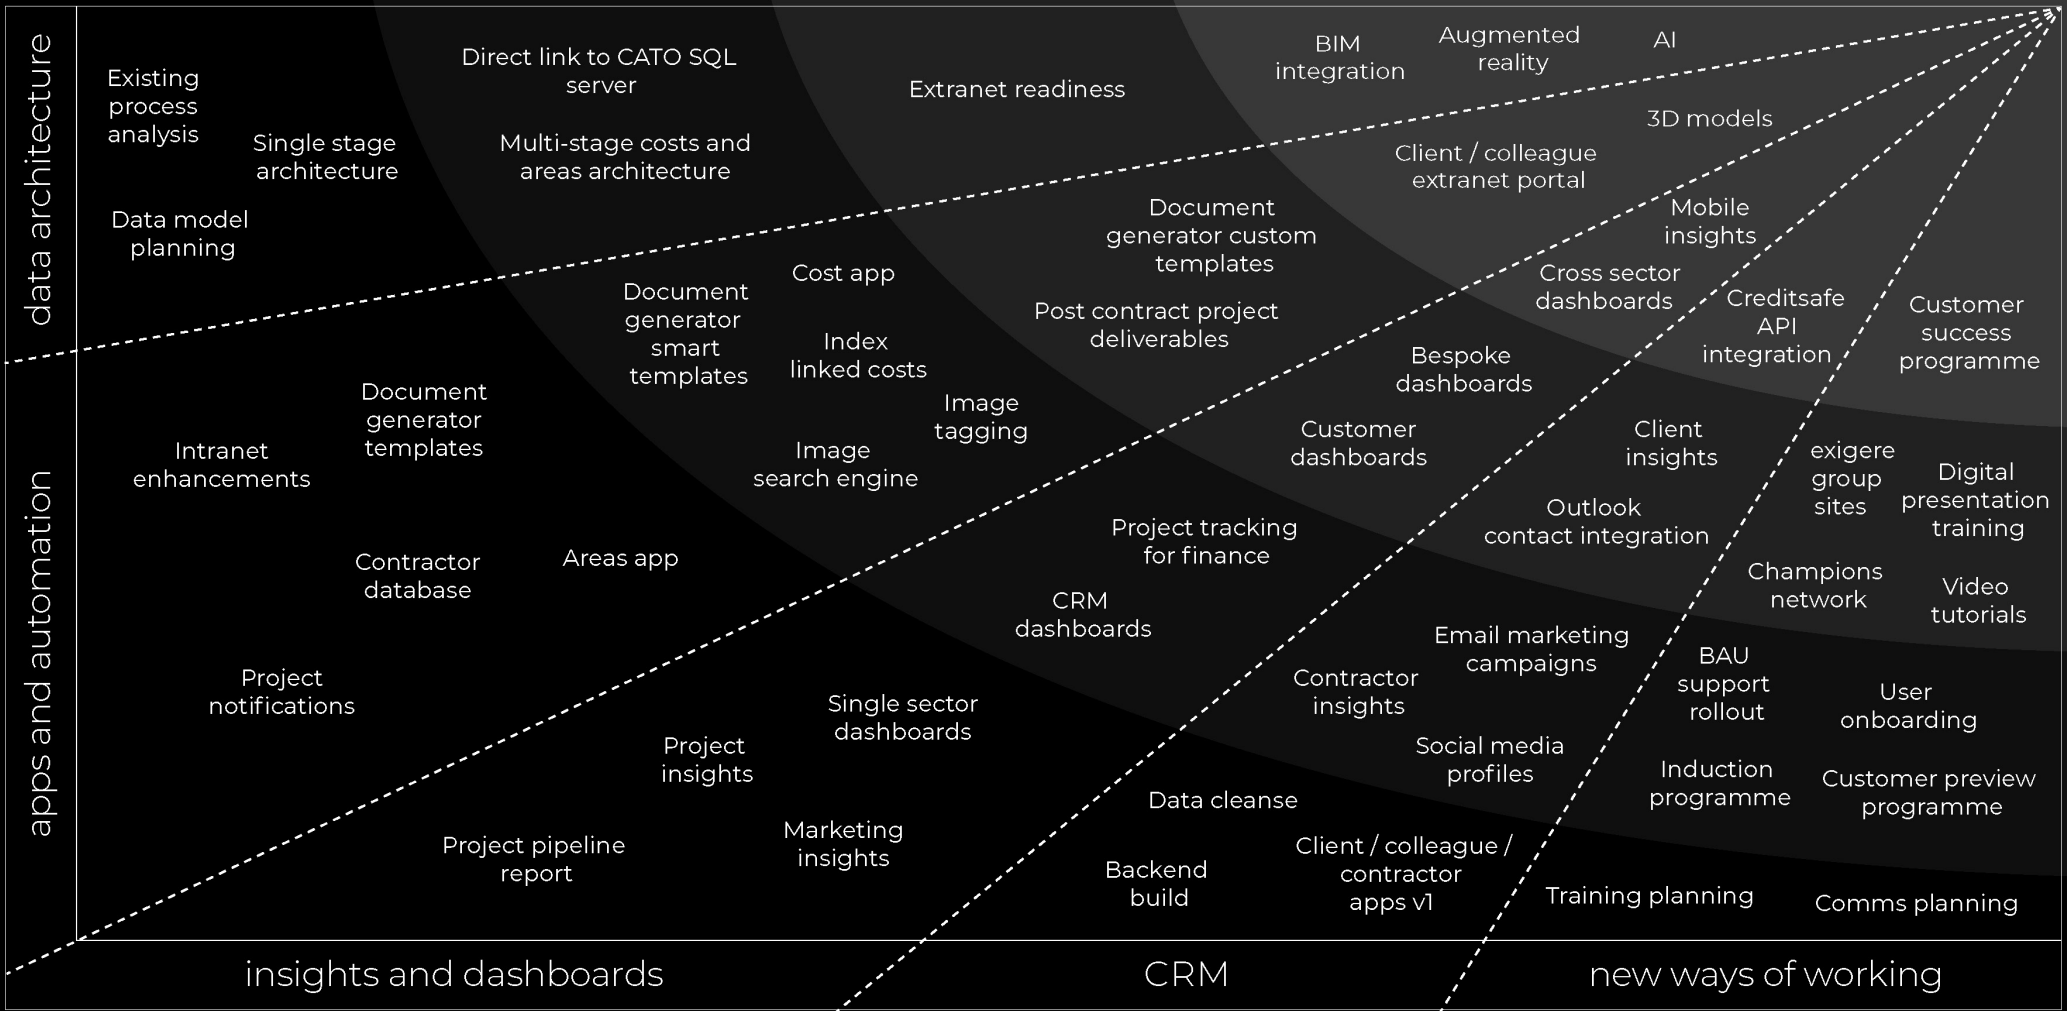 data architecture
Existing
process
analysis
Single stage
architecture
Data model
planning
Direct link to CATO SQL
server
Multi-stage costs and
areas architecture
Extranet readiness
BIM
integration
Augmented
reality
AI
apps and automation
Intranet
enhancements
Document
generator
templates
Contractor
database
Areas app
Project
notifications
Document
generator
smart
templates
Cost app
Index
linked costs
Image
tagging
Image
search engine
Document
generator custom
templates
Post contract project
deliverables
Client / colleague
extranet portal
3D models
insights and dashboards
Project pipeline
report
Project
insights
Marketing
insights
Single sector
dashboards
CRM
dashboards
Project tracking
for finance
Customer
dashboards
Bespoke
dashboards
Cross sector
dashboards
Mobile
insights
CRM
Backend
build
Data cleanse
Client / colleague /
contractor
apps v1
Contractor
insights
Social media
profiles
Email marketing
campaigns
Outlook
contact integration
Client
insights
Creditsafe
API
integration
new ways of working
Training planning
Comms planning
Induction
programme
Customer preview
programme
BAU
support
rollout
User
onboarding
Champions
network
Video
tutorials
exigere
group
sites
Digital
presentation
training
Customer
success
programme